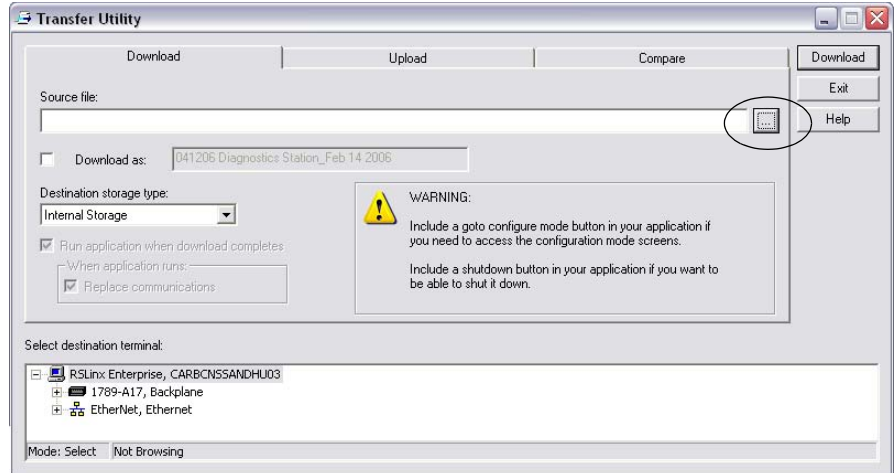 Transfer Utility
Download Upload Compare
Download
Exit
Help
Source file:
...
Download as: 041206 Diagnostics Station_Feb 14 2006
Destination storage type:
Internal Storage
Run application when download completes
When application runs:
Replace communications
WARNING:
Include a goto configure mode button in your application if
you need to access the configuration mode screens.
Include a shutdown button in your application if you want to
be able to shut it down.
Select destination terminal:
RSLinx Enterprise, CARBCNSSANDHU03
1789-A17, Backplane
EtherNet, Ethernet
Mode: Select Not Browsing